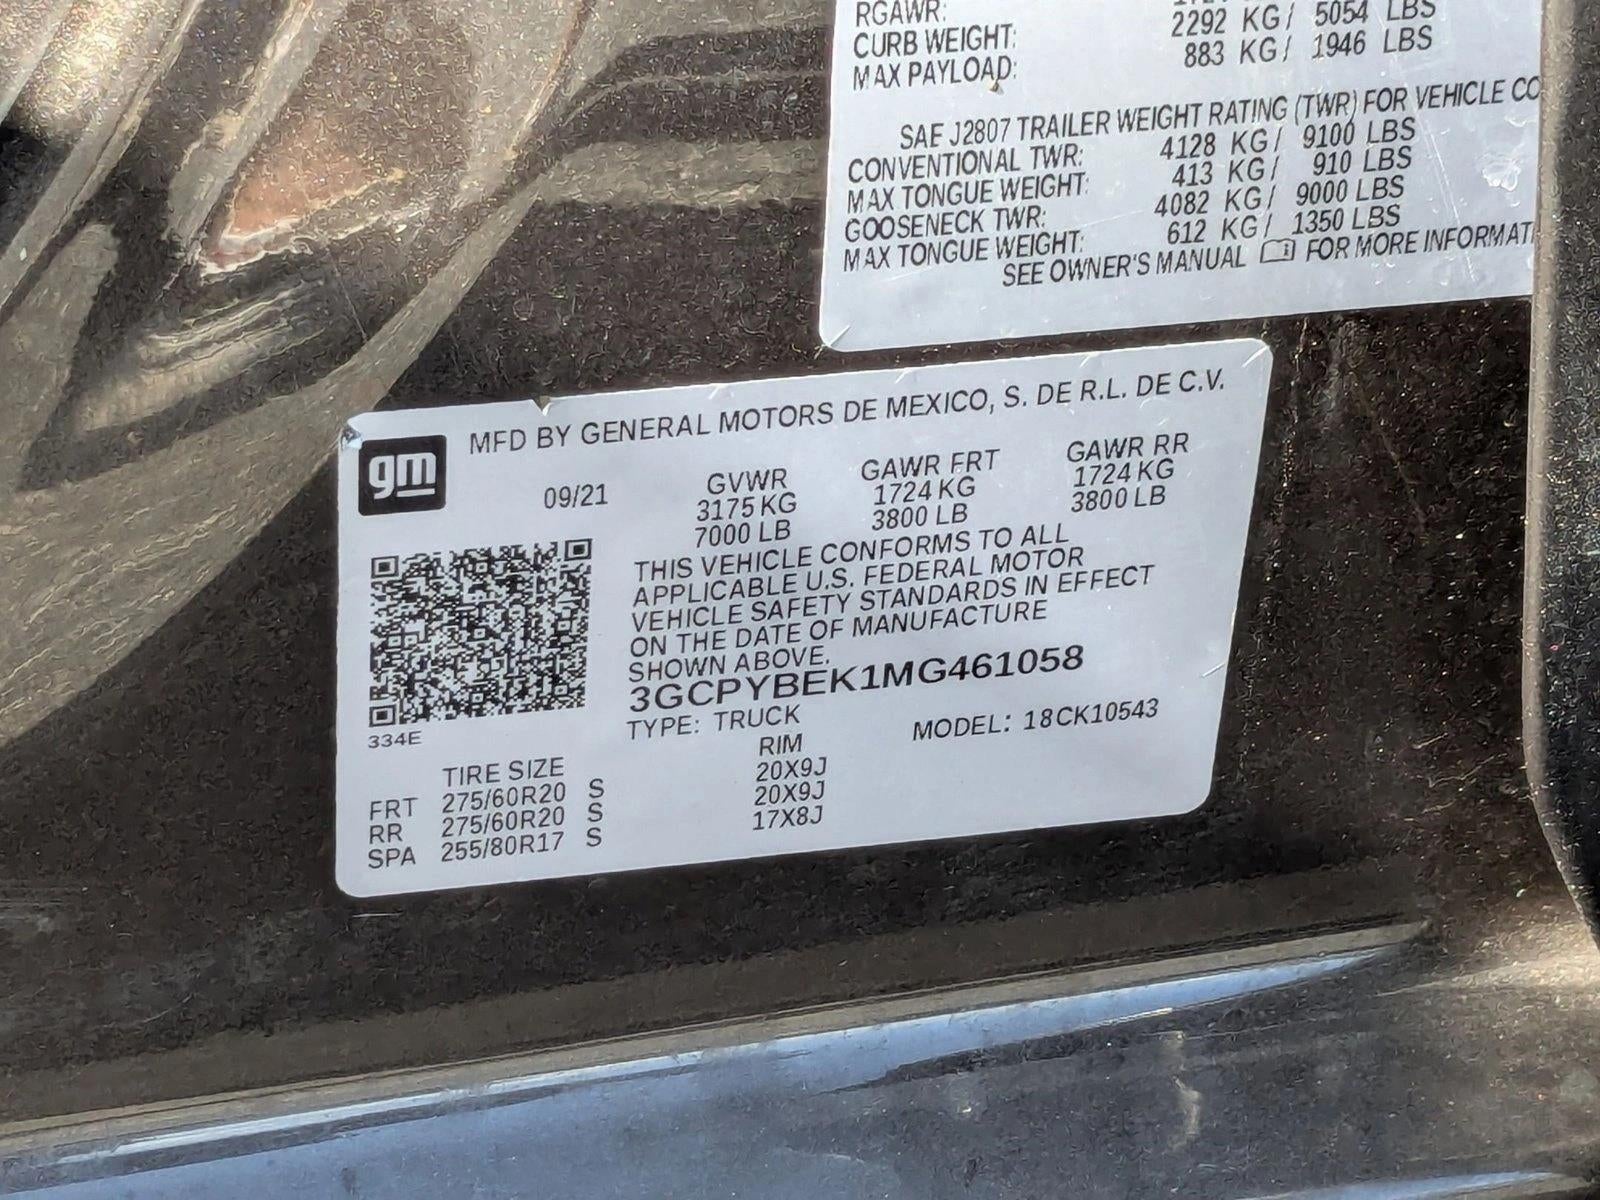 RGAWR:
CURB WEIGHT: 2292 KG/ 5054 LBS
MAX PAYLOAD: 883 KG/ 1946 LBS
SAE J2807 TRAILER WEIGHT RATING (TWR) FOR VEHICLE CO
CONVENTIONAL TWR: 4128 KG/ 9100 LBS
MAX TONGUE WEIGHT: 413 KG/ 910 LBS
GOOSENECK TWR: 4082 KG/ 9000 LBS
MAX TONGUE WEIGHT: 612 KG/ 1350 LBS
SEE OWNER'S MANUAL FOR MORE INFORMATI
gm
MFD BY GENERAL MOTORS DE MEXICO, S. DE R.L. DE C.V.
09/21
GVWR GAWR FRT GAWR RR
3175 KG 1724 KG 1724 KG
7000 LB 3800 LB 3800 LB
THIS VEHICLE CONFORMS TO ALL
APPLICABLE U.S. FEDERAL MOTOR
VEHICLE SAFETY STANDARDS IN EFFECT
ON THE DATE OF MANUFACTURE
SHOWN ABOVE.
3GCPYBEK1MG461058
TYPE: TRUCK MODEL: 18CK10543
334E
TIRE SIZE RIM
FRT 275/60R20 S 20X9J
RR 275/60R20 S 20X9J
SPA 255/80R17 S 17X8J